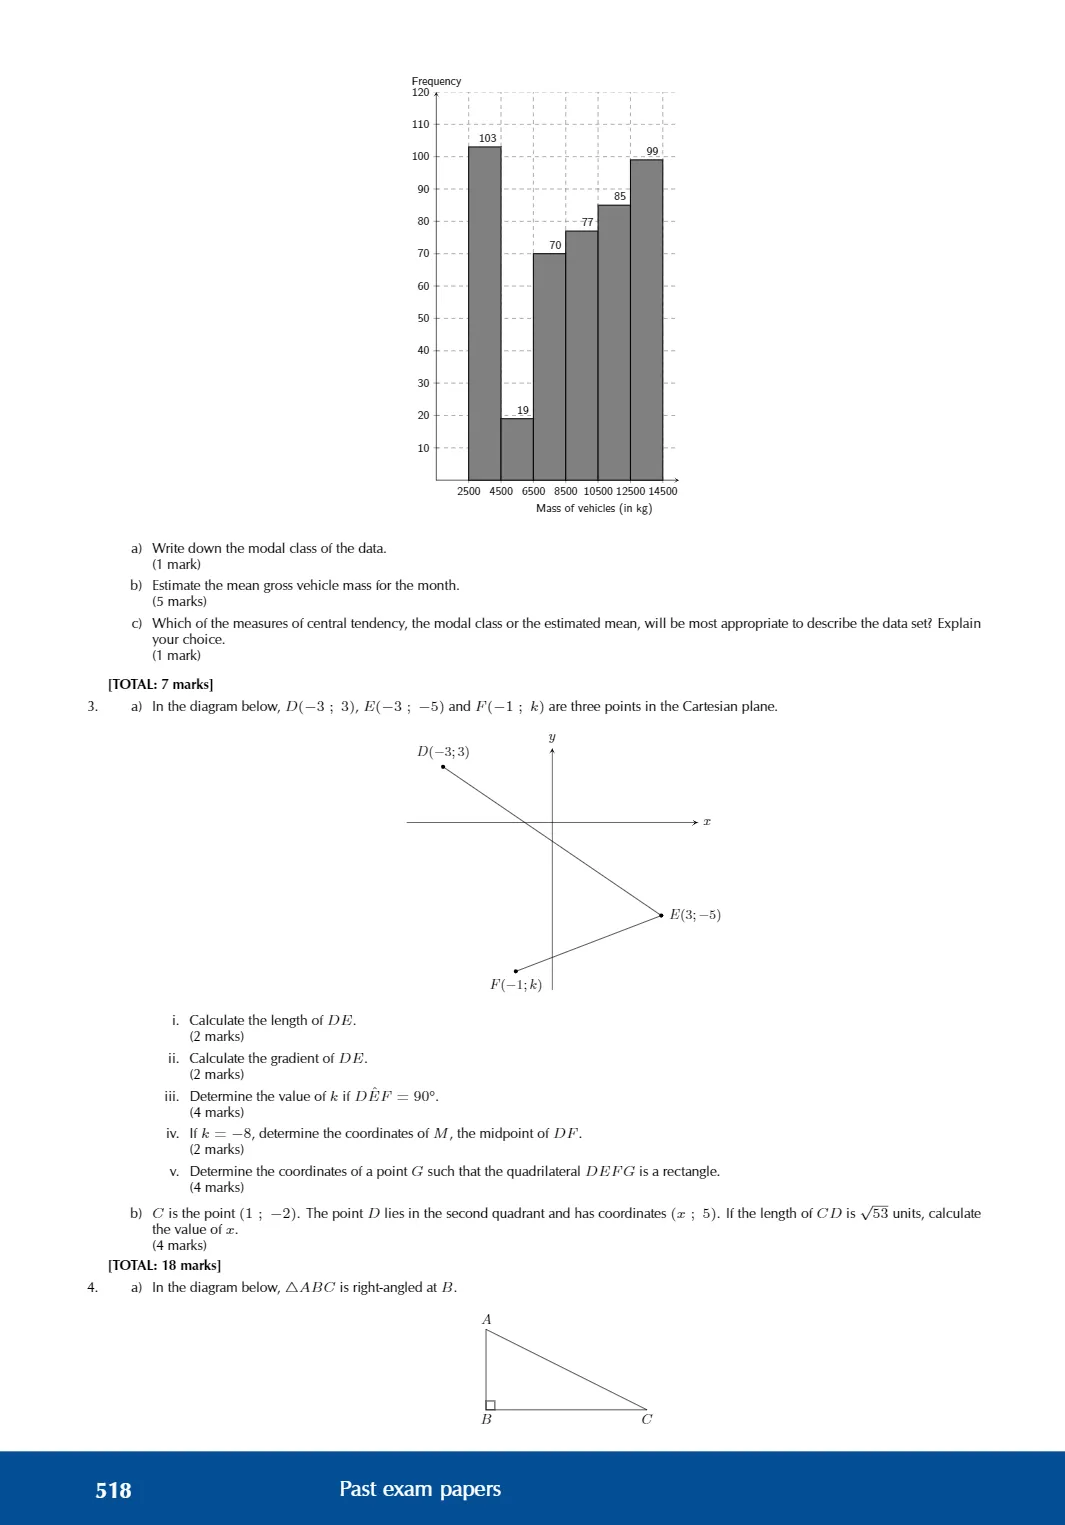 Frequency
120
110
103
100
99
90
85
80
77
70
70
60
50
40
30
20
19
10
2500 4500 6500 8500 10500 12500 14500
Mass of vehicles (in kg)
a) Write down the modal class of the data.
(1 mark)
b) Estimate the mean gross vehicle mass for the month.
(5 marks)
c) Which of the measures of central tendency, the modal class or the estimated mean, will be most appropriate to describe the data set? Explain
your choice.
(1 mark)
[TOTAL: 7 marks]
3. a) In the diagram below, D(−3 ; 3), E(−3 ; −5) and F(−1 ; k) are three points in the Cartesian plane.
y
D(−3; 3)
x
E(3; −5)
F(−1; k)
i. Calculate the length of DE.
(2 marks)
ii. Calculate the gradient of DE.
(2 marks)
iii. Determine the value of k if DÊF = 90°.
(4 marks)
iv. If k = −8, determine the coordinates of M, the midpoint of DF.
(2 marks)
v. Determine the coordinates of a point G such that the quadrilateral DEFG is a rectangle.
(4 marks)
b) C is the point (1 ; −2). The point D lies in the second quadrant and has coordinates (x ; 5). If the length of CD is √53 units, calculate
the value of x.
(4 marks)
[TOTAL: 18 marks]
4. a) In the diagram below, △ABC is right-angled at B.
A
B
C
518 Past exam papers